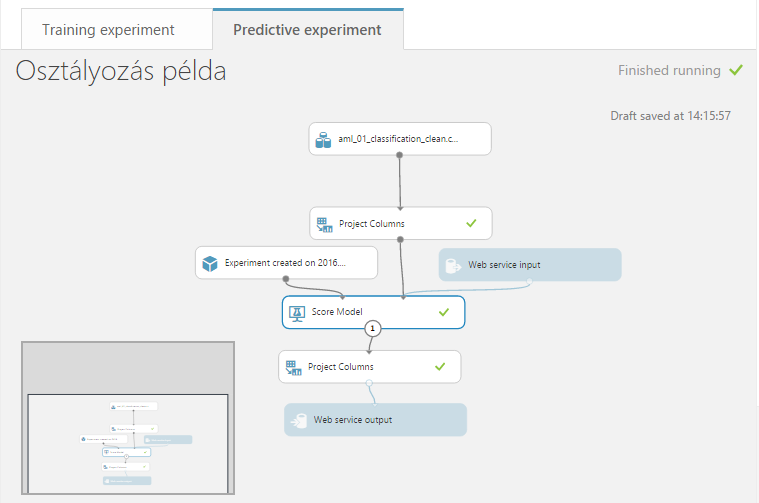 Training experiment
Predictive experiment
Osztályozás példa
Finished running
Draft saved at 14:15:57
aml_01_classification_clean.c...
Project Columns
Experiment created on 2016....
Web service input
Score Model
1
Project Columns
Web service output